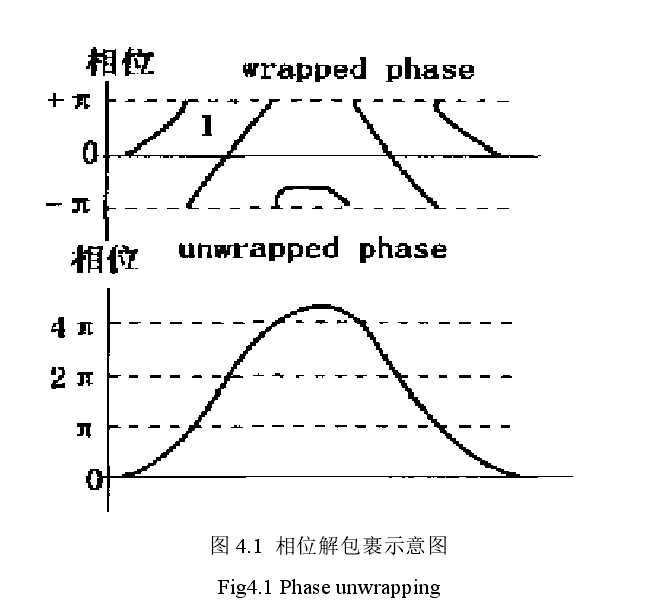 相位
wrapped phase
+π
1
0
-π
相位
unwrapped phase
4π
2π
π
0
图 4.1 相位解包裹示意图
Fig4.1 Phase unwrapping